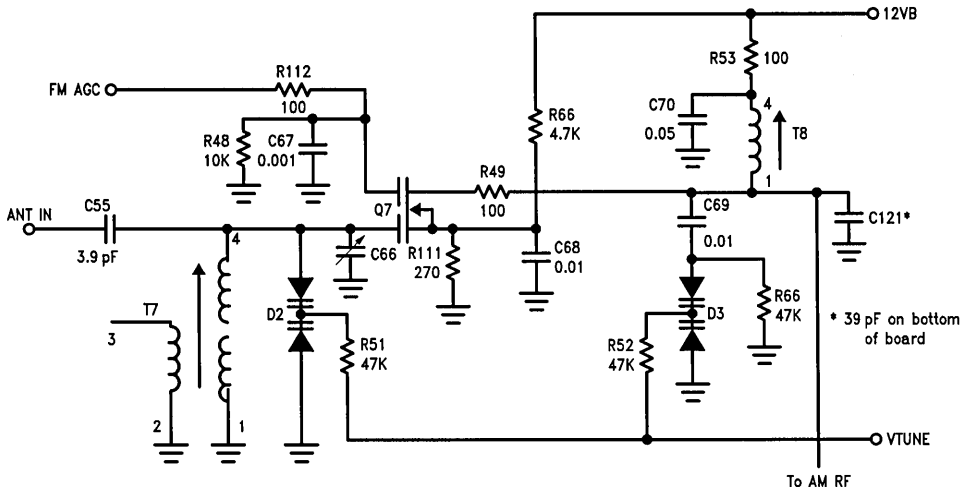 12VB
R53
100
FM AGC
R112
100
C70
0.05
4
T8
1
R66
4.7K
R48
10K
C67
0.001
R49
100
Q7
ANT IN
C55
3.9 pF
4
C66
R111
270
C68
0.01
C69
0.01
C121*
T7
3
2
1
D2
R51
47K
R52
47K
D3
R66
47K
* 39 pF on bottom
of board
VTUNE
To AM RF